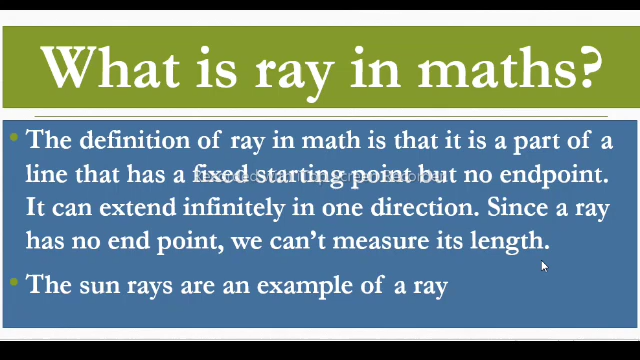 What is ray in maths?
The definition of ray in math is that it is a part of a
line that has a fixed starting point but no endpoint.
It can extend infinitely in one direction. Since a ray
has no end point, we can't measure its length.
The sun rays are an example of a ray